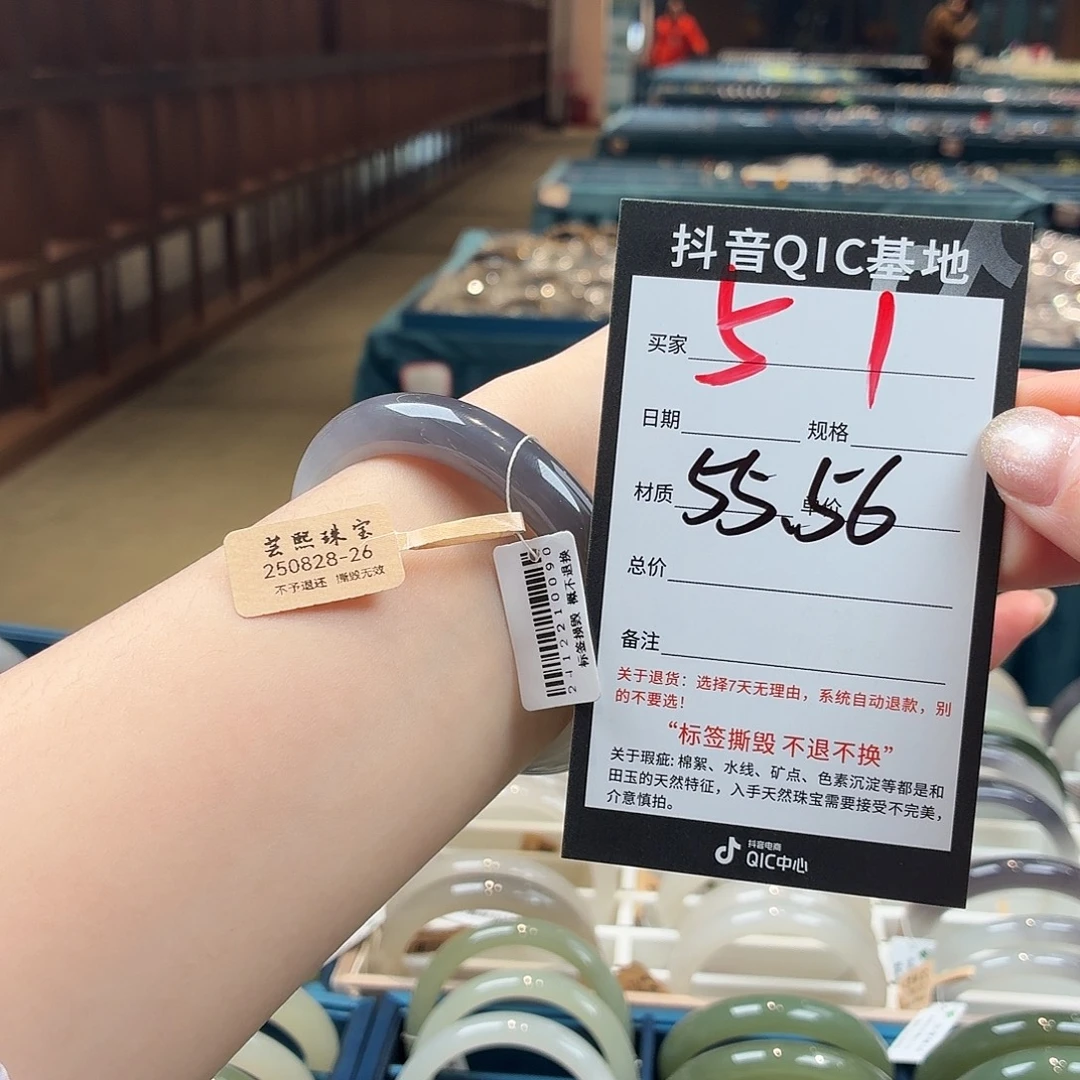 抖音QIC基地
51
买家
日期 规格
55.56
材质 单价
总价
备注
关于退货：选择7天无理由，系统自动退款，别
的不要选！
“标签撕毁 不退不换”
关于瑕疵: 棉絮、水线、矿点、色素沉淀等都是和
田玉的天然特征，入手天然珠宝需要接受不完美，
介意慎拍。
抖音电商
QIC中心
芸熙珠宝
250828-26
不予退还 撕毁无效
2412210090
标签损毁 概不退换